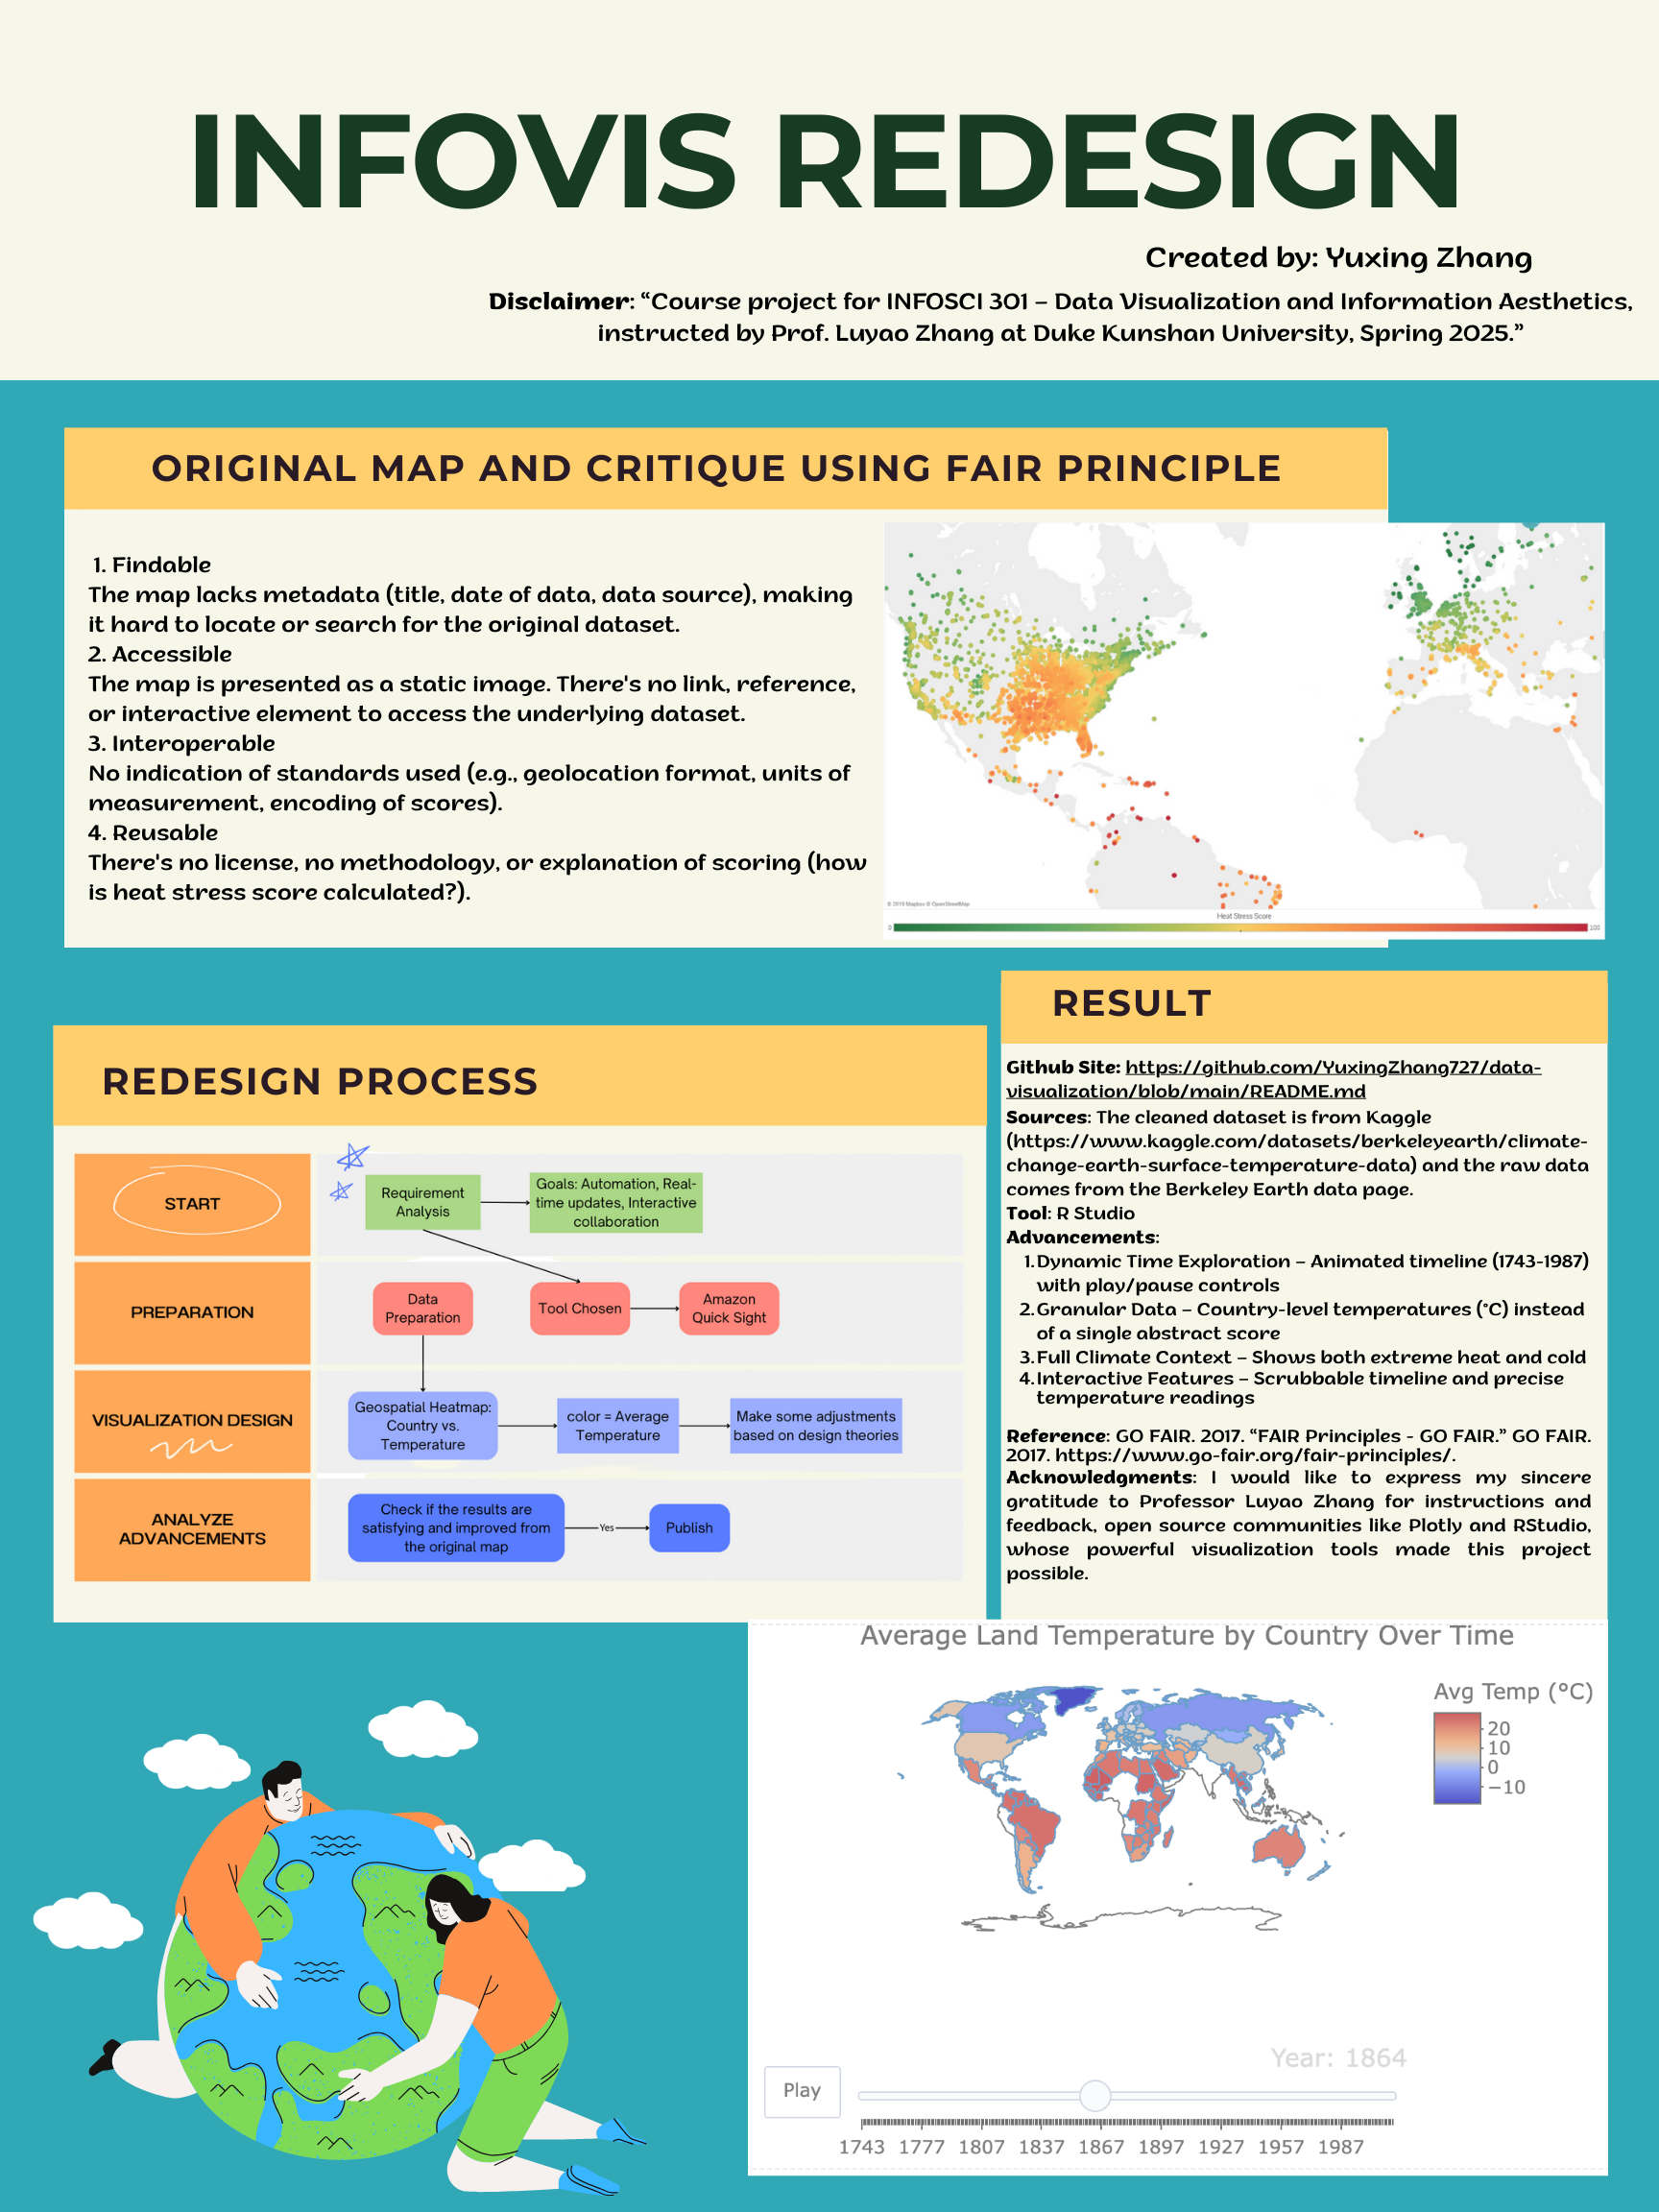 INFOVIS REDESIGN
Created by: Yuxing Zhang
Disclaimer: “Course project for INFOSCI 301 – Data Visualization and Information Aesthetics,
instructed by Prof. Luyao Zhang at Duke Kunshan University, Spring 2025.”
ORIGINAL MAP AND CRITIQUE USING FAIR PRINCIPLE
1. Findable
The map lacks metadata (title, date of data, data source), making
it hard to locate or search for the original dataset.
2. Accessible
The map is presented as a static image. There's no link, reference,
or interactive element to access the underlying dataset.
3. Interoperable
No indication of standards used (e.g., geolocation format, units of
measurement, encoding of scores).
4. Reusable
There's no license, no methodology, or explanation of scoring (how
is heat stress score calculated?).
© 2019 Mapbox © OpenStreetMap
Heat Stress Score
0
100
REDESIGN PROCESS
START
Requirement
Analysis
Goals: Automation, Real-
time updates, Interactive
collaboration
PREPARATION
Data
Preparation
Tool Chosen
Amazon
Quick Sight
VISUALIZATION DESIGN
Geospatial Heatmap:
Country vs.
Temperature
color = Average
Temperature
Make some adjustments
based on design theories
ANALYZE
ADVANCEMENTS
Check if the results are
satisfying and improved from
the original map
Yes
Publish
RESULT
Github Site: https://github.com/YuxingZhang727/data-
visualization/blob/main/README.md
Sources: The cleaned dataset is from Kaggle
(https://www.kaggle.com/datasets/berkeleyearth/climate-
change-earth-surface-temperature-data) and the raw data
comes from the Berkeley Earth data page.
Tool: R Studio
Advancements:
1. Dynamic Time Exploration – Animated timeline (1743-1987)
with play/pause controls
2. Granular Data – Country-level temperatures (°C) instead
of a single abstract score
3. Full Climate Context – Shows both extreme heat and cold
4. Interactive Features – Scrubbable timeline and precise
temperature readings
Reference: GO FAIR. 2017. “FAIR Principles - GO FAIR.” GO FAIR.
2017. https://www.go-fair.org/fair-principles/.
Acknowledgments: I would like to express my sincere
gratitude to Professor Luyao Zhang for instructions and
feedback, open source communities like Plotly and RStudio,
whose powerful visualization tools made this project
possible.
Average Land Temperature by Country Over Time
Avg Temp (°C)
20
10
0
−10
Year: 1864
Play
1743 1777 1807 1837 1867 1897 1927 1957 1987